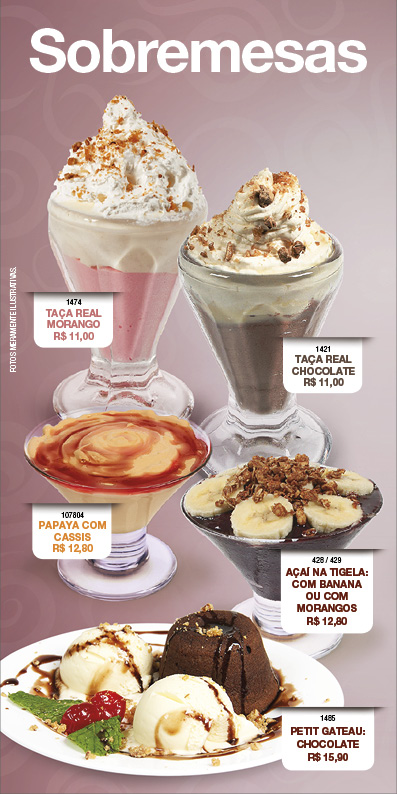 Sobremesas
FOTOS MERAMENTE ILUSTRATIVAS.
1474
TAÇA REAL
MORANGO
R$ 11,00
1421
TAÇA REAL
CHOCOLATE
R$ 11,00
107804
PAPAYA COM
CASSIS
R$ 12,80
428 / 429
AÇAÍ NA TIGELA:
COM BANANA
OU COM
MORANGOS
R$ 12,80
1485
PETIT GATEAU:
CHOCOLATE
R$ 15,90